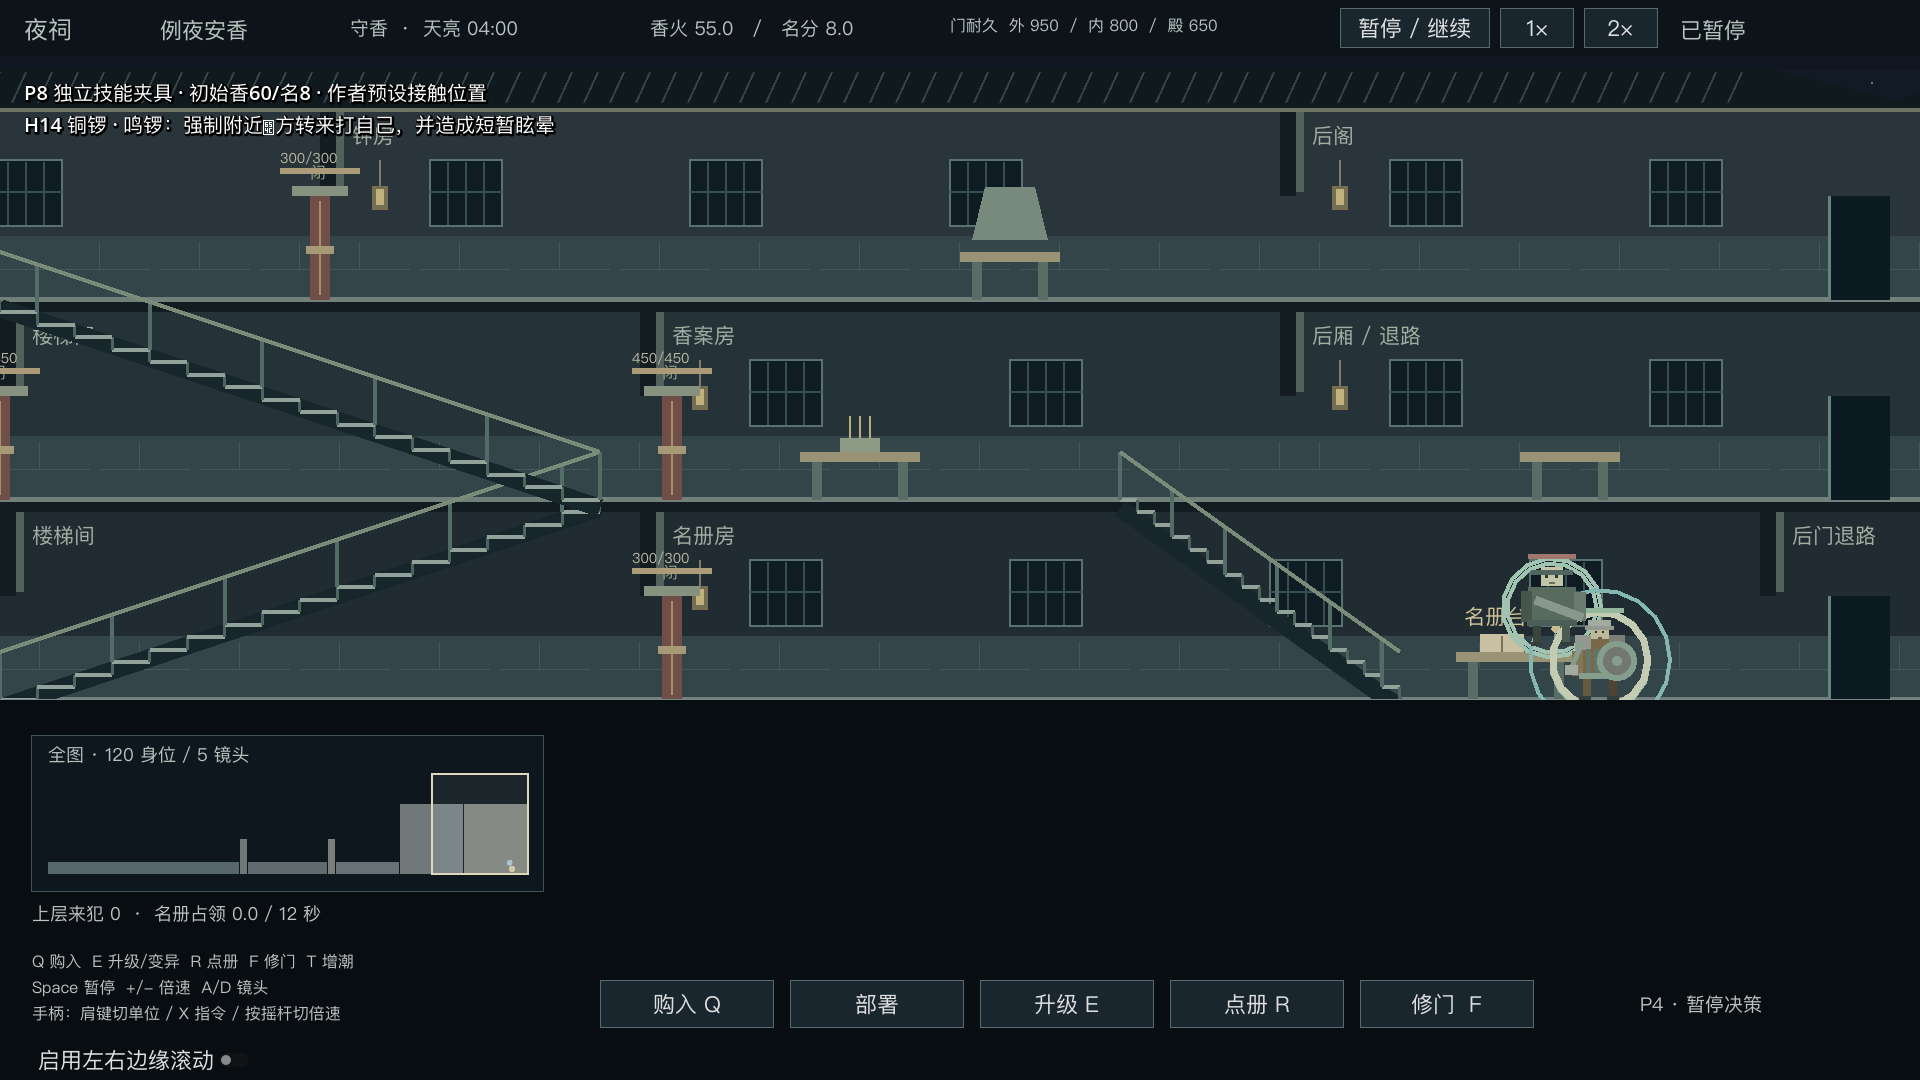 夜祠 例夜安香 守香 · 天亮 04:00 香火 55.0 / 名分 8.0 门耐久 外 950 / 内 800 / 殿 650 暂停 / 继续 1× 2× 已暂停
P8 独立技能夹具 · 初始香60/名8 · 作者预设接触位置
H14 铜锣 · 鸣锣：强制附近方转来打自己，并造成短暂眩晕
钟房
后阁
300/300
闭
香案房
后厢 / 退路
50
450/450
闭
楼梯间
名册房
后门退路
300/300
闭
名册台
全图 · 120 身位 / 5 镜头
上层来犯 0 · 名册占领 0.0 / 12 秒
Q 购入 E 升级/变异 R 点册 F 修门 T 增潮
Space 暂停 +/− 倍速 A/D 镜头
手柄：肩键切单位 / X 指令 / 按摇杆切倍速
购入 Q 部署 升级 E 点册 R 修门 F P4 · 暂停决策
启用左右边缘滚动